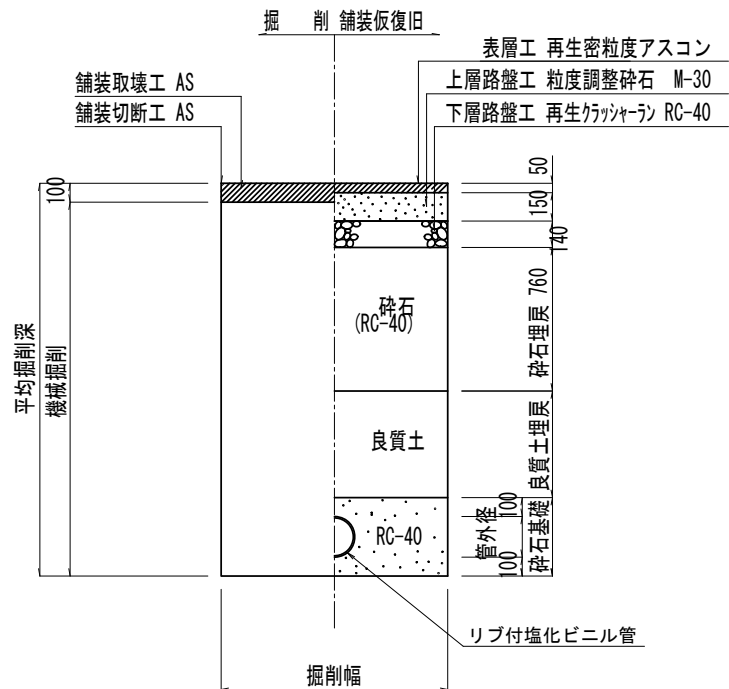 掘　削 舗装仮復旧
表層工 再生密粒度アスコン
舗装取壊工 AS
上層路盤工 粒度調整砕石 M-30
舗装切断工 AS
下層路盤工 再生クラッシャーラン RC-40
50
100
150
140
砕石
(RC-40)
砕石埋戻 760
平均掘削深
機械掘削
良質土
良質土埋戻
100
RC-40
管外径
砕石基礎
100
リブ付塩化ビニル管
掘削幅